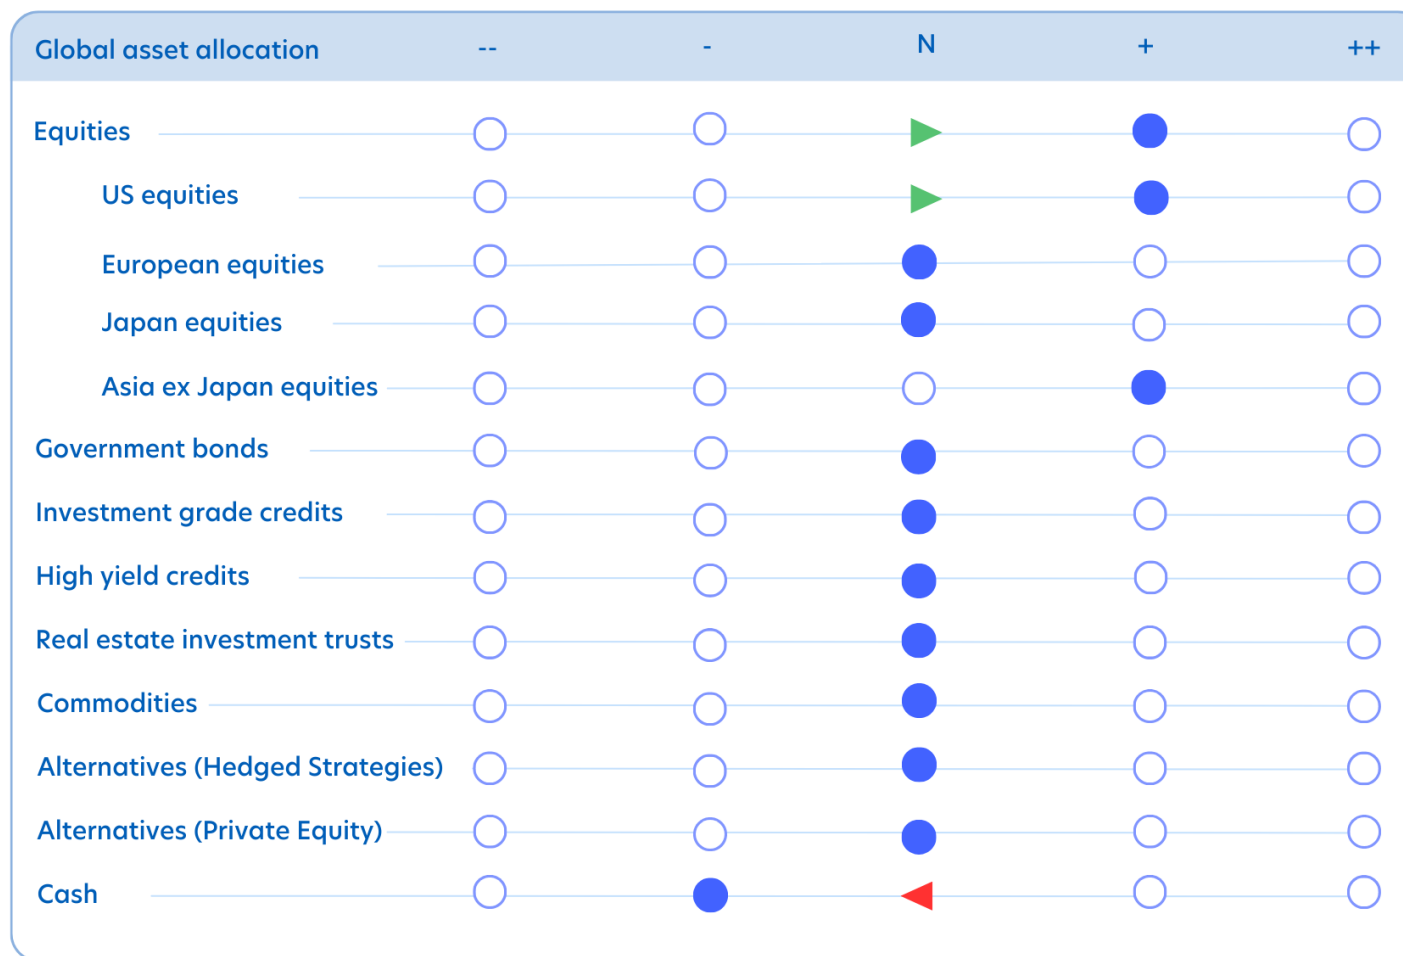 Global asset allocation -- - N + ++
Equities
US equities
European equities
Japan equities
Asia ex Japan equities
Government bonds
Investment grade credits
High yield credits
Real estate investment trusts
Commodities
Alternatives (Hedged Strategies)
Alternatives (Private Equity)
Cash